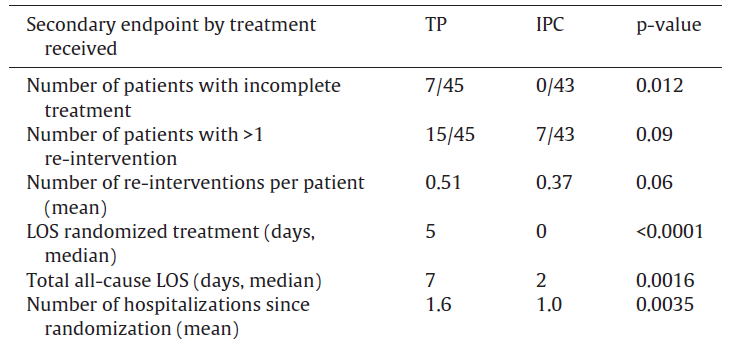 Secondary endpoint by treatment TP IPC p-value
received
Number of patients with incomplete 7/45 0/43 0.012
treatment
Number of patients with >1 15/45 7/43 0.09
re-intervention
Number of re-interventions per patient 0.51 0.37 0.06
(mean)
LOS randomized treatment (days, 5 0 <0.0001
median)
Total all-cause LOS (days, median) 7 2 0.0016
Number of hospitalizations since 1.6 1.0 0.0035
randomization (mean)